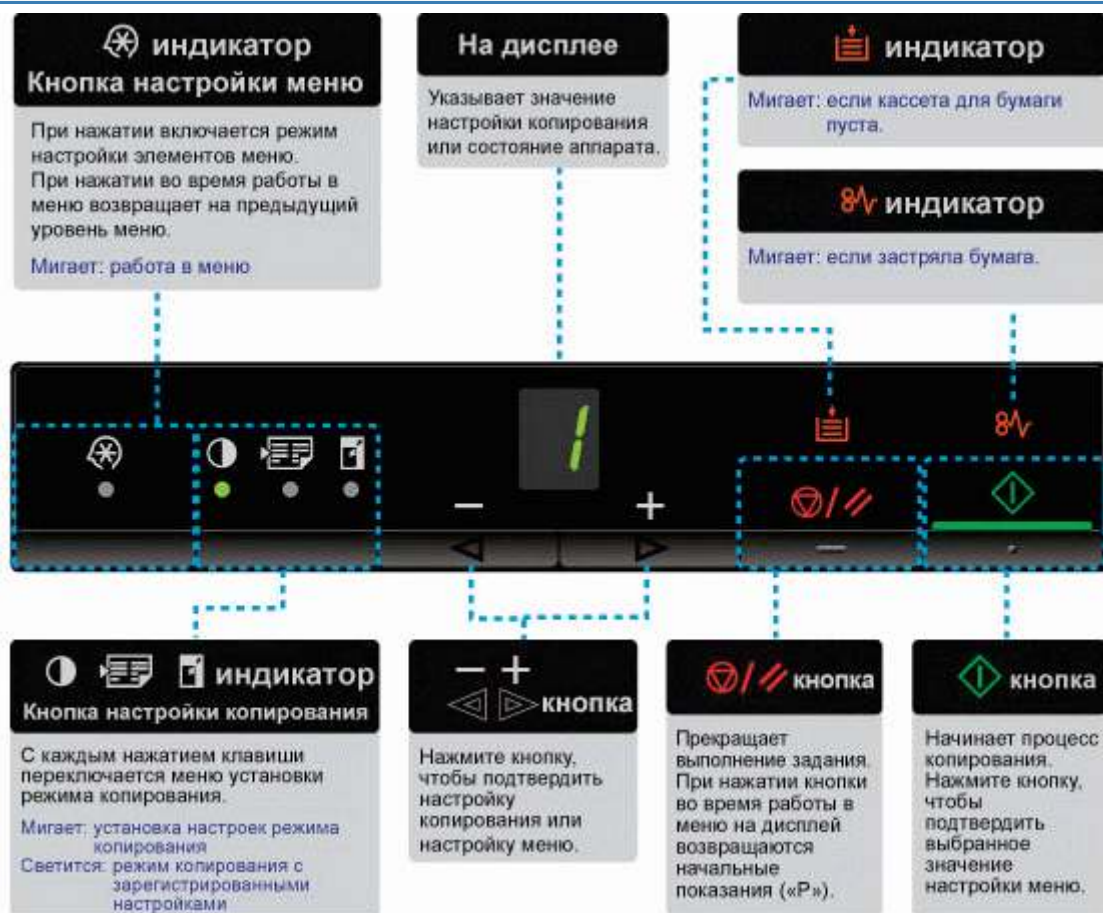 индикатор
Кнопка настройки меню
При нажатии включается режим
настройки элементов меню.
При нажатии во время работы в
меню возвращает на предыдущий
уровень меню.
Мигает: работа в меню
На дисплее
Указывает значение
настройки копирования
или состояние аппарата.
индикатор
Мигает: если кассета для бумаги
пуста.
индикатор
Мигает: если застряла бумага.
1
− +
индикатор
Кнопка настройки копирования
С каждым нажатием клавиши
переключается меню установки
режима копирования.
Мигает: установка настроек режима
копирования
Светится: режим копирования с
зарегистрированными
настройками
− +
кнопка
Нажмите кнопку,
чтобы подтвердить
настройку
копирования или
настройку меню.
кнопка
Прекращает
выполнение задания.
При нажатии кнопки
во время работы в
меню на дисплей
возвращаются
начальные
показания («P»).
кнопка
Начинает процесс
копирования.
Нажмите кнопку,
чтобы
подтвердить
выбранное
значение
настройки меню.